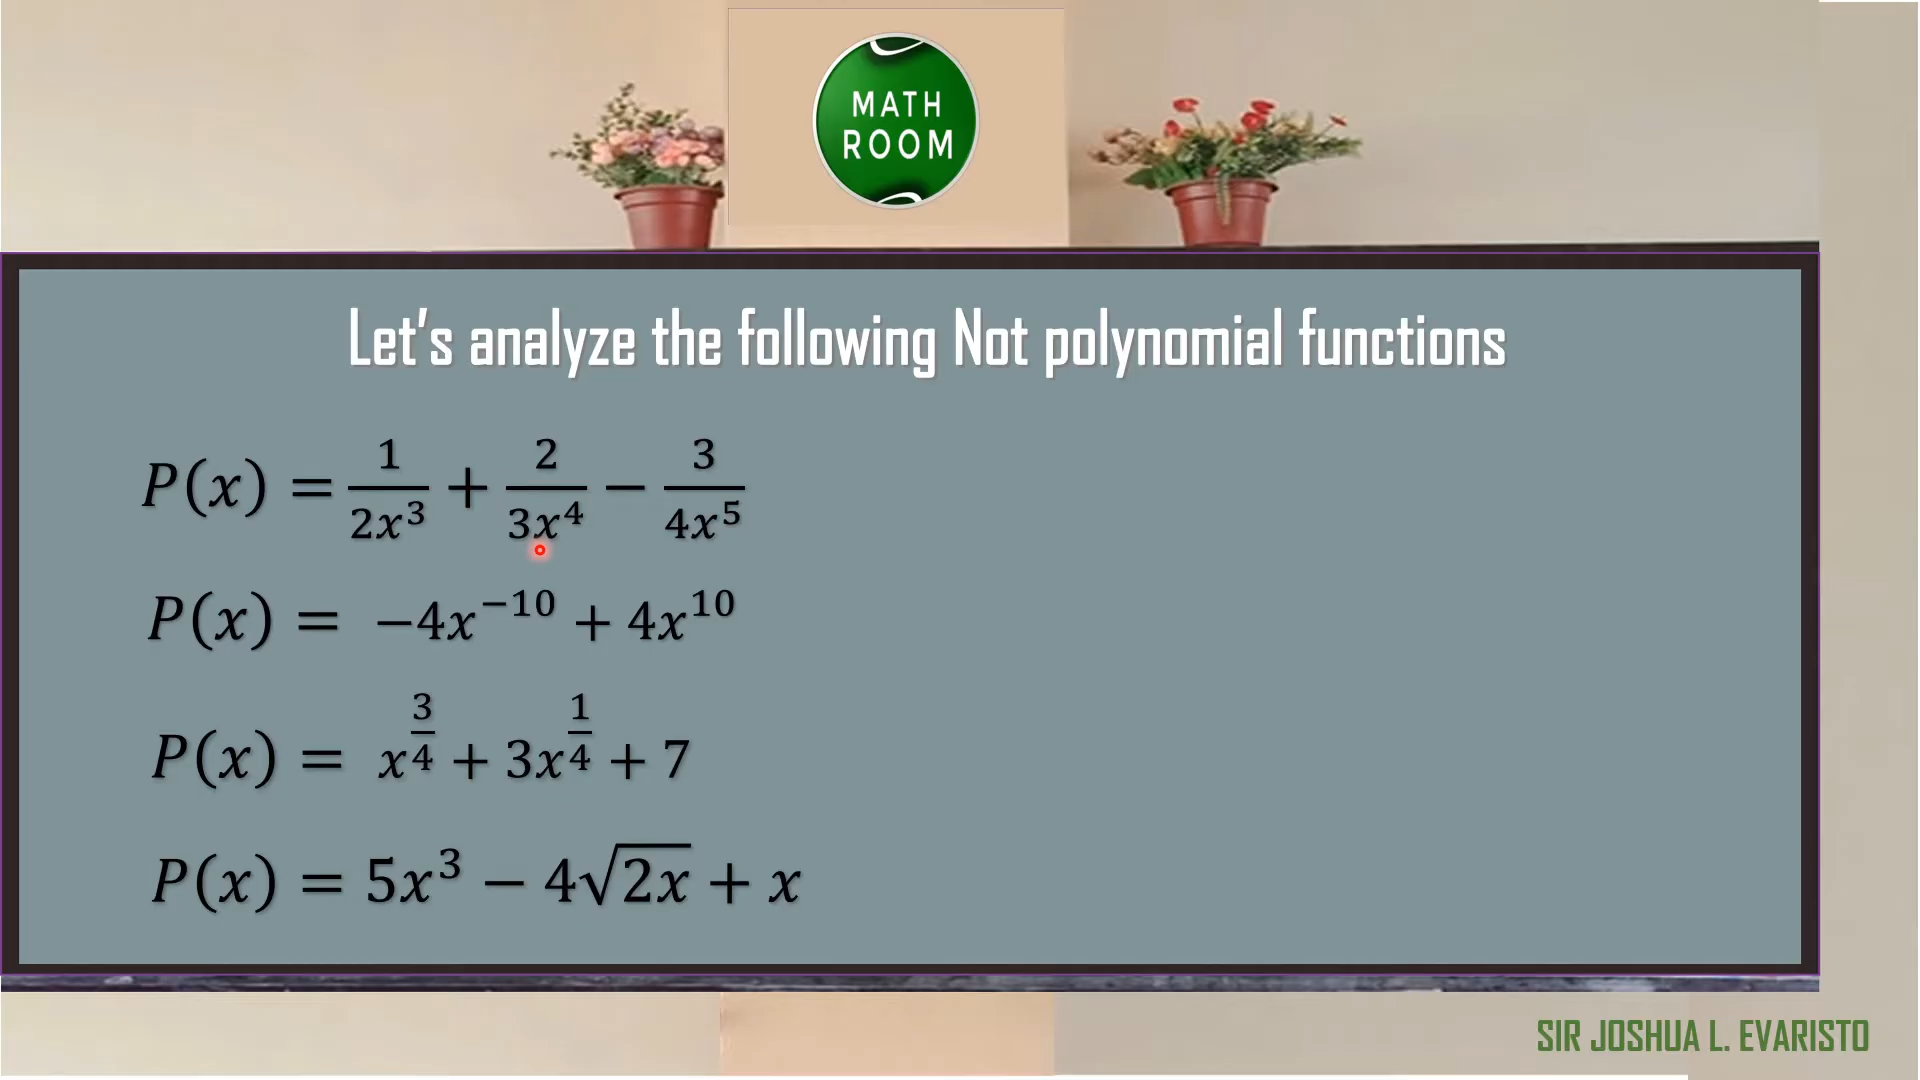 MATH
ROOM
Let's analyze the following Not polynomial functions
P(x) = 1/(2x³) + 2/(3x⁴) − 3/(4x⁵)
P(x) = −4x⁻¹⁰ + 4x¹⁰
P(x) = x^(3/4) + 3x^(1/4) + 7
P(x) = 5x³ − 4√(2x) + x
SIR JOSHUA L. EVARISTO